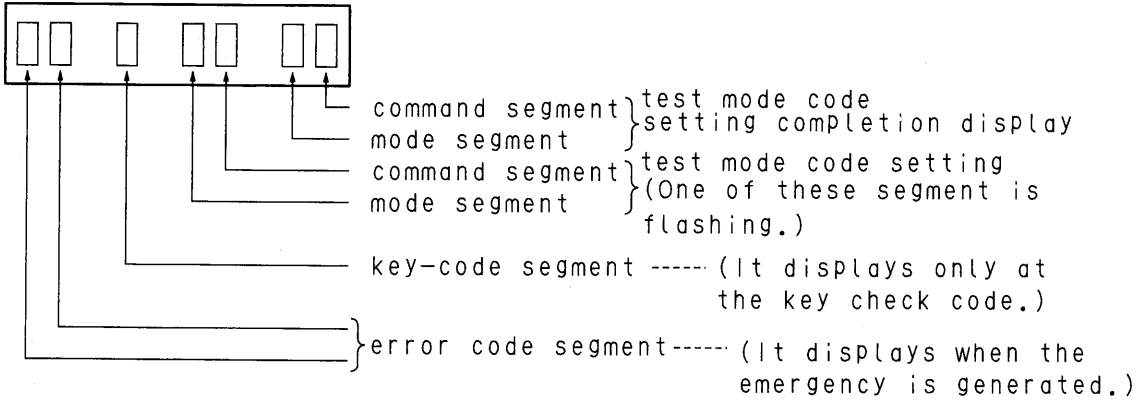 command segment } test mode code
mode segment } setting completion display
command segment } test mode code setting
mode segment } (One of these segment is
flashing.)
key-code segment ------ (It displays only at
the key check code.)
} error code segment ------ (It displays when the
emergency is generated.)